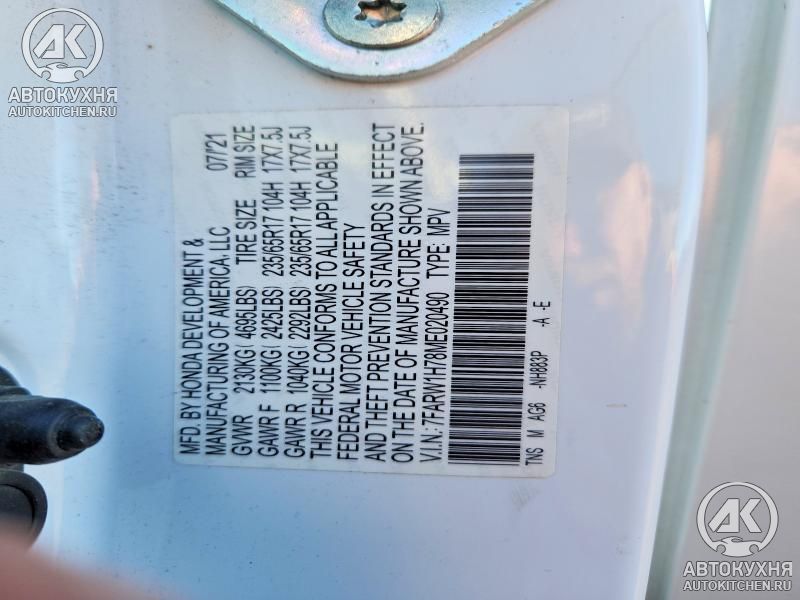 AK
АВТОКУХНЯ
AUTOKITCHEN.RU
MFD. BY HONDA DEVELOPMENT &
MANUFACTURING OF AMERICA, LLC 07/21
GVWR 2130KG( 4695LBS) TIRE SIZE RIM SIZE
GAWR F 1100KG( 2425LBS) 235/65R17 104H 17X7.5J
GAWR R 1040KG( 2292LBS) 235/65R17 104H 17X7.5J
THIS VEHICLE CONFORMS TO ALL APPLICABLE
FEDERAL MOTOR VEHICLE SAFETY
AND THEFT PREVENTION STANDARDS IN EFFECT
ON THE DATE OF MANUFACTURE SHOWN ABOVE.
V.I.N: 7FARW1H78ME020490 TYPE: MPV
TNS M AG6 -NH883P -A -E
AK
АВТОКУХНЯ
AUTOKITCHEN.RU